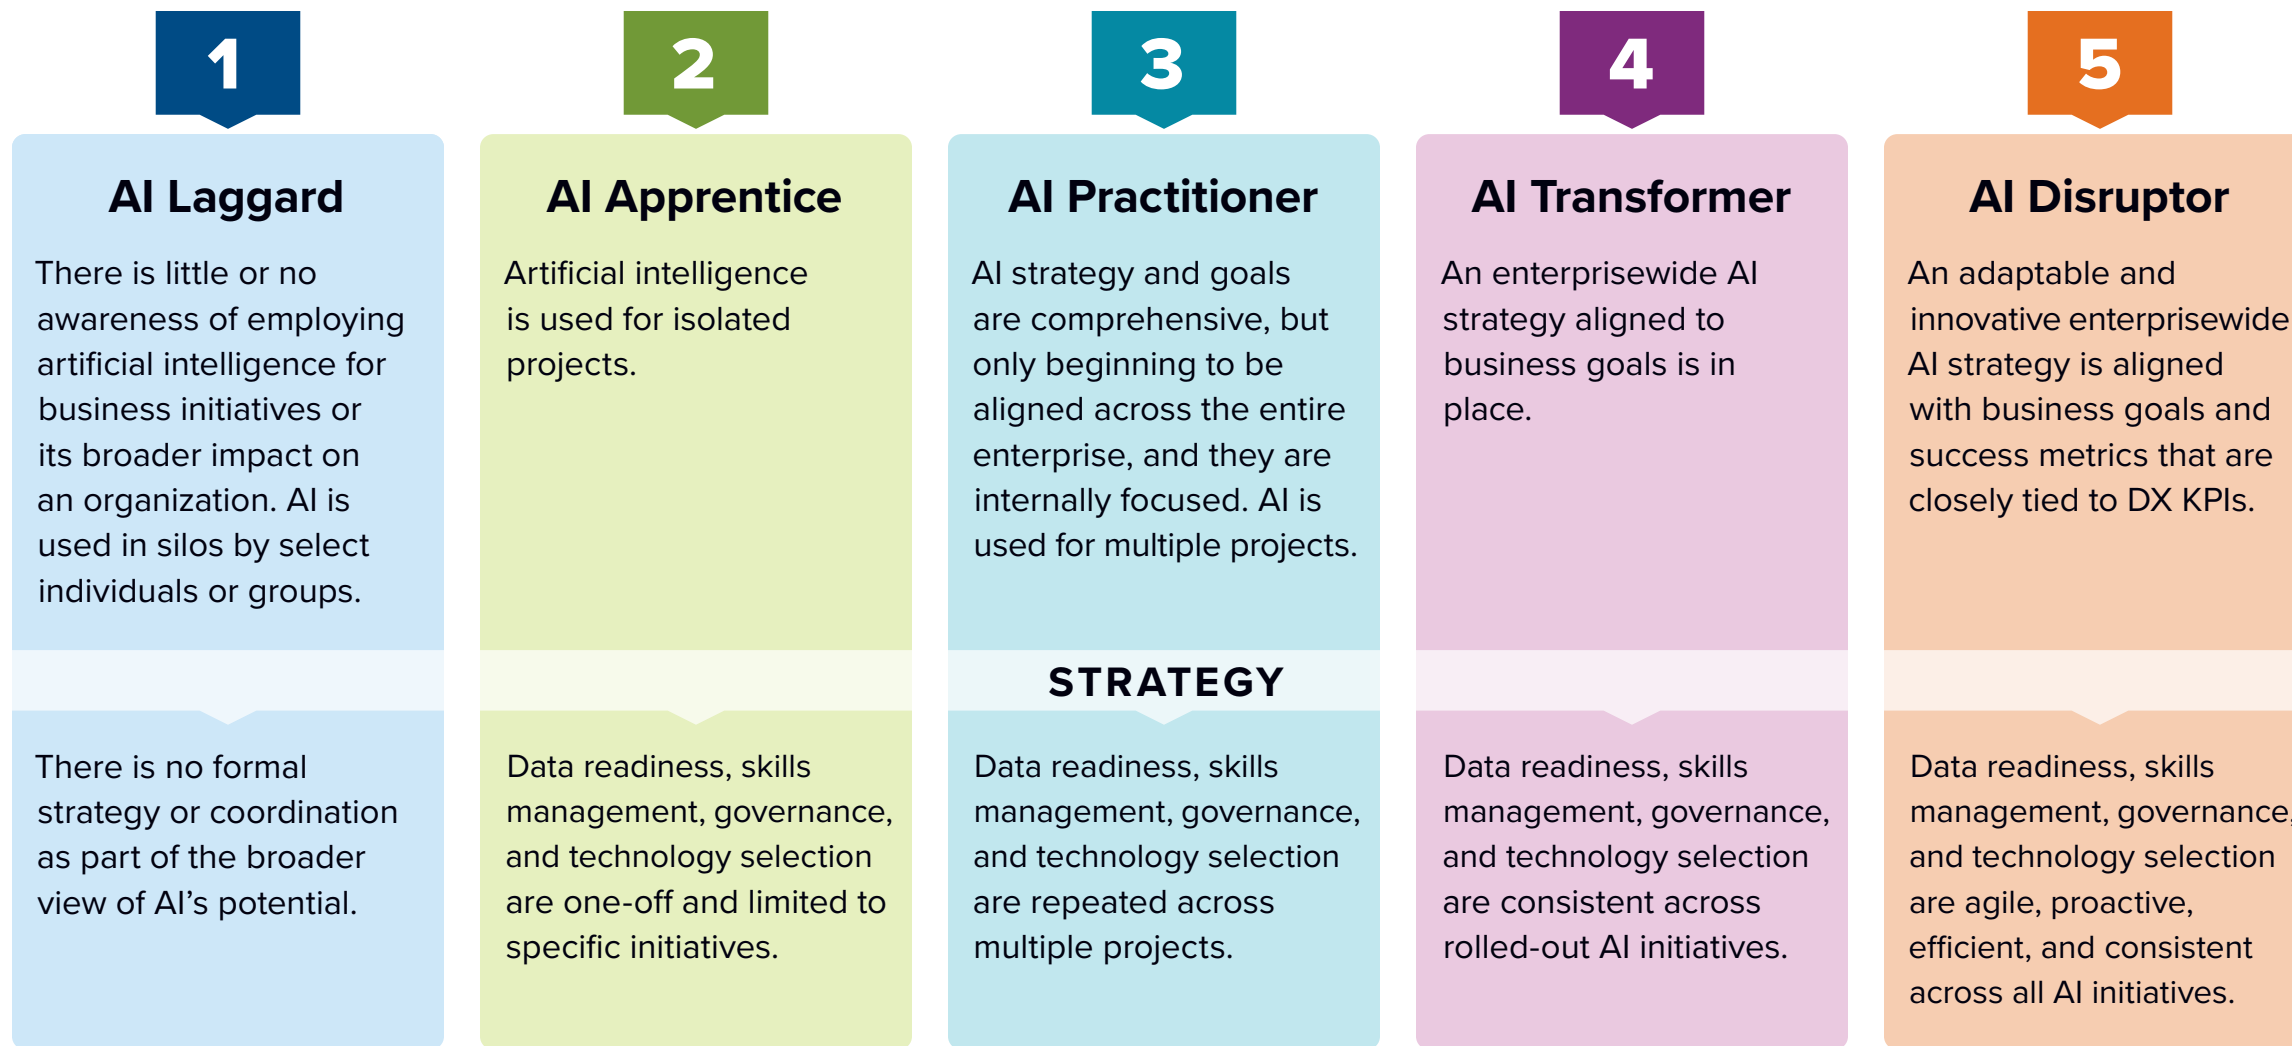 1
AI Laggard
There is little or no
awareness of employing
artificial intelligence for
business initiatives or
its broader impact on
an organization. AI is
used in silos by select
individuals or groups.
2
AI Apprentice
Artificial intelligence
is used for isolated
projects.
3
AI Practitioner
AI strategy and goals
are comprehensive, but
only beginning to be
aligned across the entire
enterprise, and they are
internally focused. AI is
used for multiple projects.
4
AI Transformer
An enterprisewide AI
strategy aligned to
business goals is in
place.
5
AI Disruptor
An adaptable and
innovative enterprisewide
AI strategy is aligned
with business goals and
success metrics that are
closely tied to DX KPIs.
STRATEGY
There is no formal
strategy or coordination
as part of the broader
view of AI’s potential.
Data readiness, skills
management, governance,
and technology selection
are one-off and limited to
specific initiatives.
Data readiness, skills
management, governance,
and technology selection
are repeated across
multiple projects.
Data readiness, skills
management, governance,
and technology selection
are consistent across
rolled-out AI initiatives.
Data readiness, skills
management, governance,
and technology selection
are agile, proactive,
efficient, and consistent
across all AI initiatives.